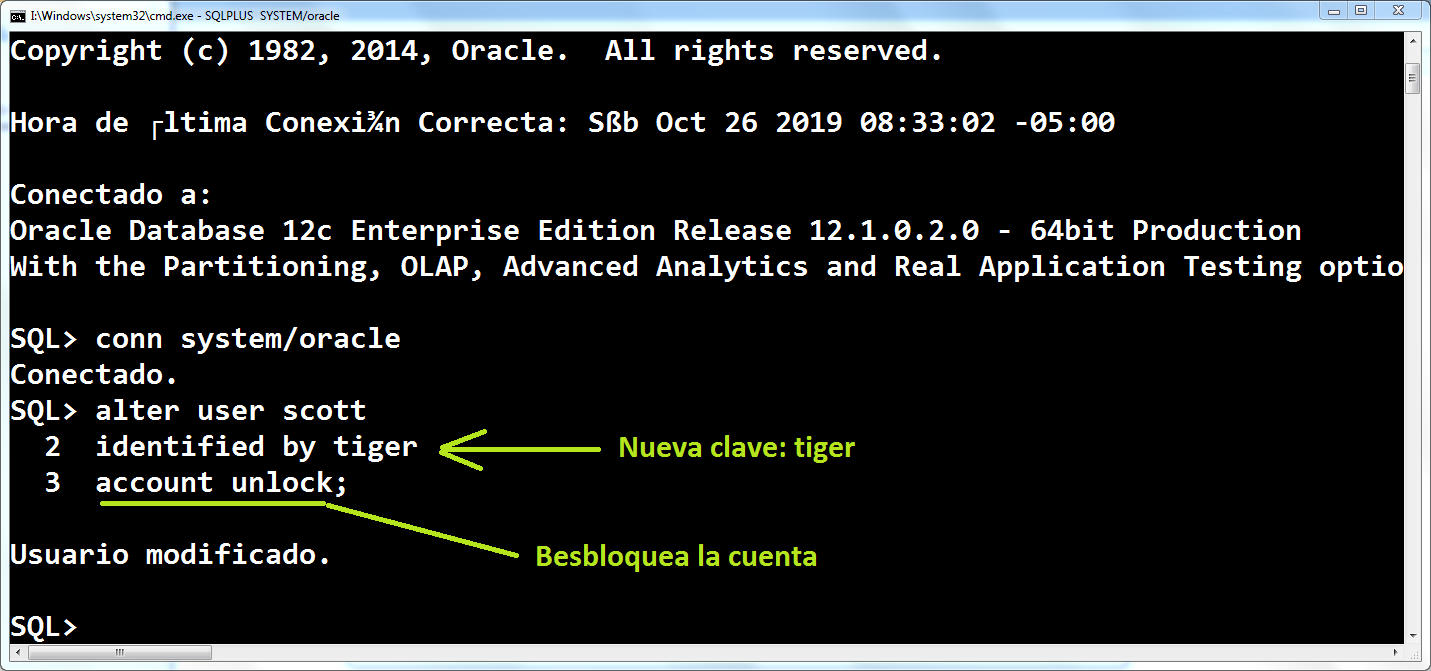 I:\Windows\system32\cmd.exe - SQLPLUS  SYSTEM/oracle
Copyright (c) 1982, 2014, Oracle.  All rights reserved.
Hora de ┌ltima Conexi¾n Correcta: Sßb Oct 26 2019 08:33:02 -05:00
Conectado a:
Oracle Database 12c Enterprise Edition Release 12.1.0.2.0 - 64bit Production
With the Partitioning, OLAP, Advanced Analytics and Real Application Testing optio
SQL> conn system/oracle
Conectado.
SQL> alter user scott
2  identified by tiger Nueva clave: tiger
3  account unlock;
Usuario modificado. Besbloquea la cuenta
SQL>